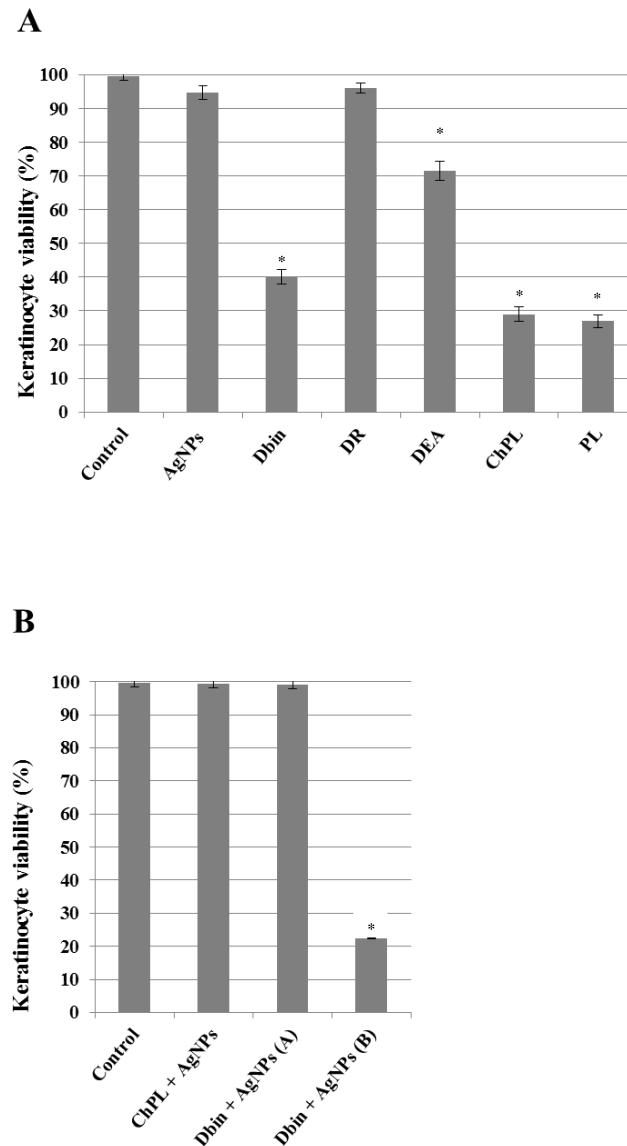 A
Keratinocyte viability (%)
100
90
80
70
60
50
40
30
20
10
0
*
*
*
*
Control
AgNPs
Dbin
DR
DEA
ChPL
PL
B
Keratinocyte viability (%)
100
90
80
70
60
50
40
30
20
10
0
*
Control
ChPL + AgNPs
Dbin + AgNPs (A)
Dbin + AgNPs (B)